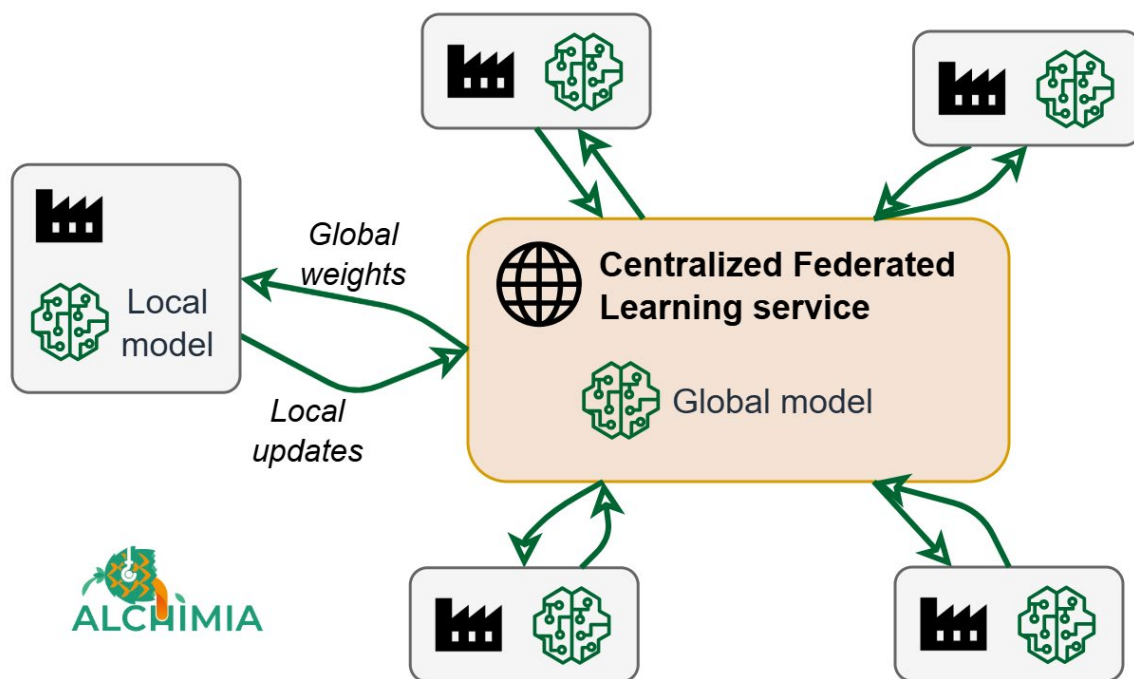 Global
weights
Local
model
Local
updates
Centralized Federated
Learning service
Global model
ALCHIMIA